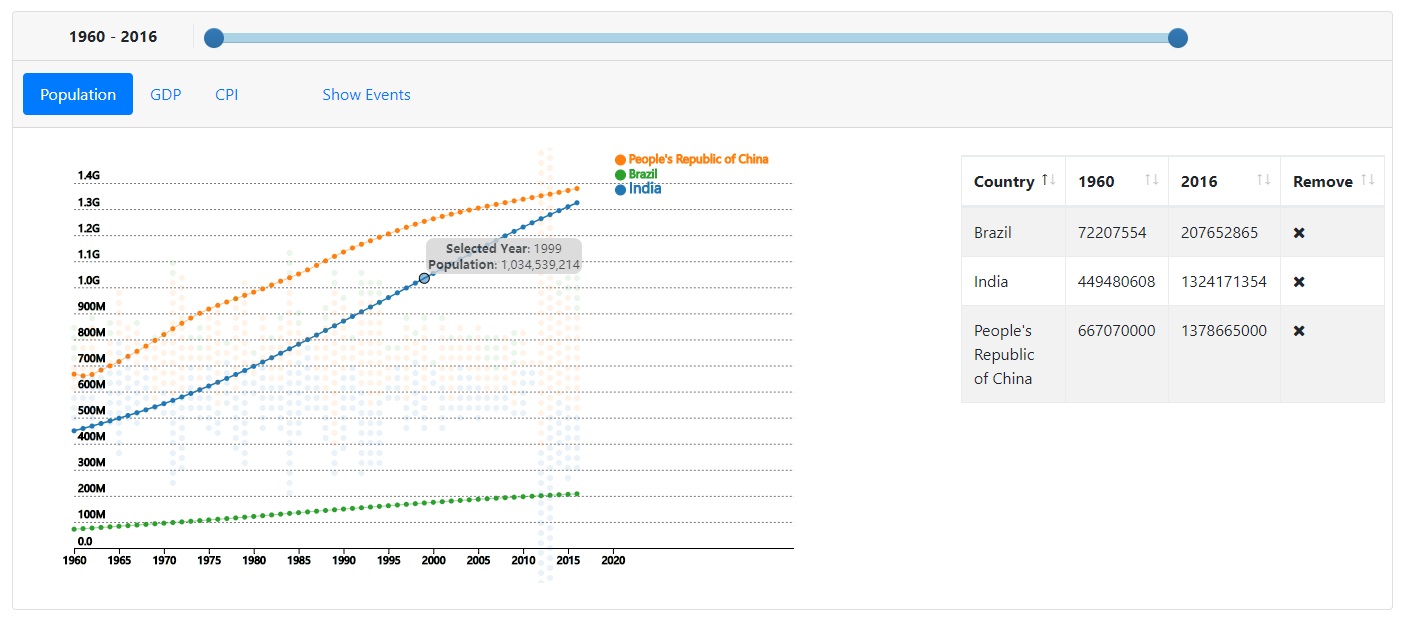 1960 - 2016
Population GDP CPI Show Events
People's Republic of China
Brazil
India
1.4G
1.3G
1.2G
1.1G
1.0G
900M
800M
700M
600M
500M
400M
300M
200M
100M
0.0
Selected Year: 1999
Population: 1,034,539,214
1960 1965 1970 1975 1980 1985 1990 1995 2000 2005 2010 2015 2020
Country 1960 2016 Remove
Brazil 72207554 207652865
India 449480608 1324171354
People's 667070000 1378665000
Republic
of China